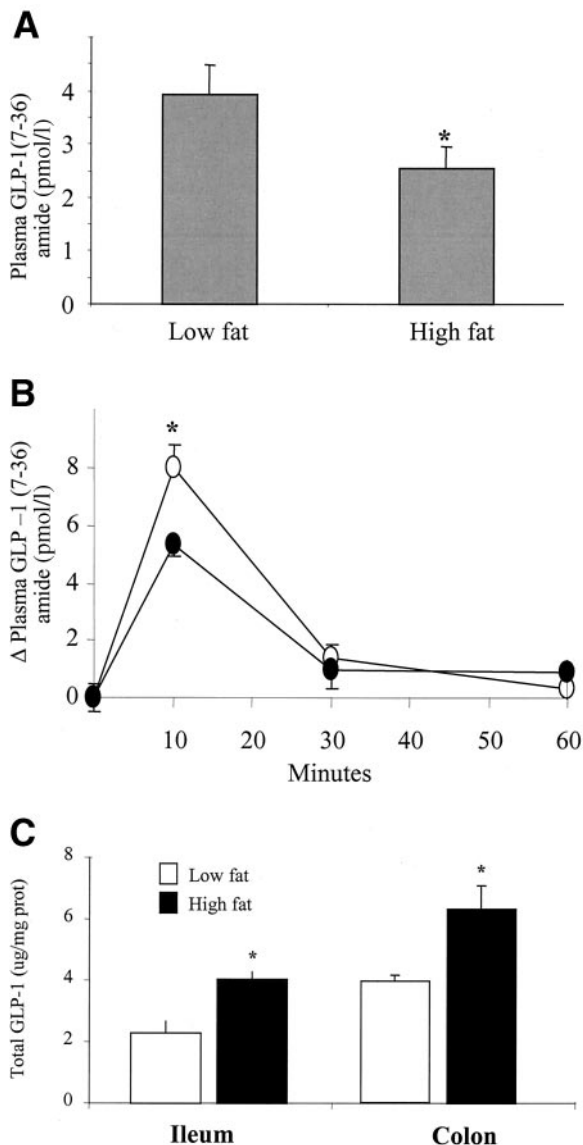 A
Plasma GLP-1(7-36)
amide (pmol/l)
4
3
2
1
0
*
Low fat
High fat
B
Δ Plasma GLP –1 (7-36)
amide (pmol/l)
8
6
4
2
0
*
10
20
30
40
50
60
Minutes
C
Total GLP-1 (ug/mg prot)
8
6
4
2
0
Low fat
High fat
*
*
Ileum
Colon